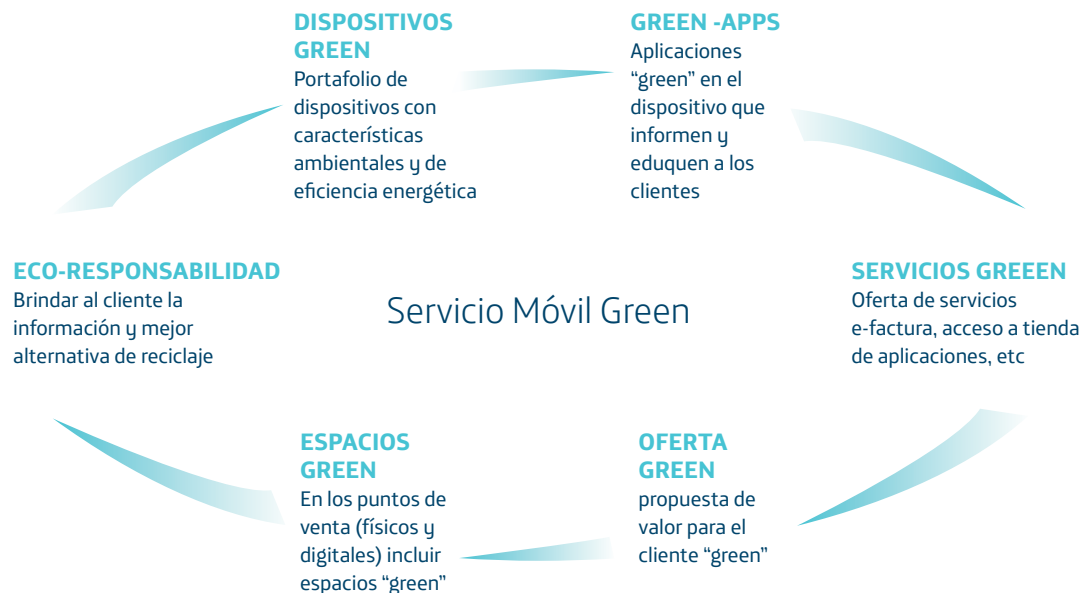 DISPOSITIVOS
GREEN
Portafolio de
dispositivos con
características
ambientales y de
eficiencia energética
GREEN -APPS
Aplicaciones
“green” en el
dispositivo que
informen y
eduquen a los
clientes
ECO-RESPONSABILIDAD
Brindar al cliente la
información y mejor
alternativa de reciclaje
Servicio Móvil Green
SERVICIOS GREEEN
Oferta de servicios
e-factura, acceso a tienda
de aplicaciones, etc
ESPACIOS
GREEN
En los puntos de
venta (físicos y
digitales) incluir
espacios “green”
OFERTA
GREEN
propuesta de
valor para el
cliente “green”